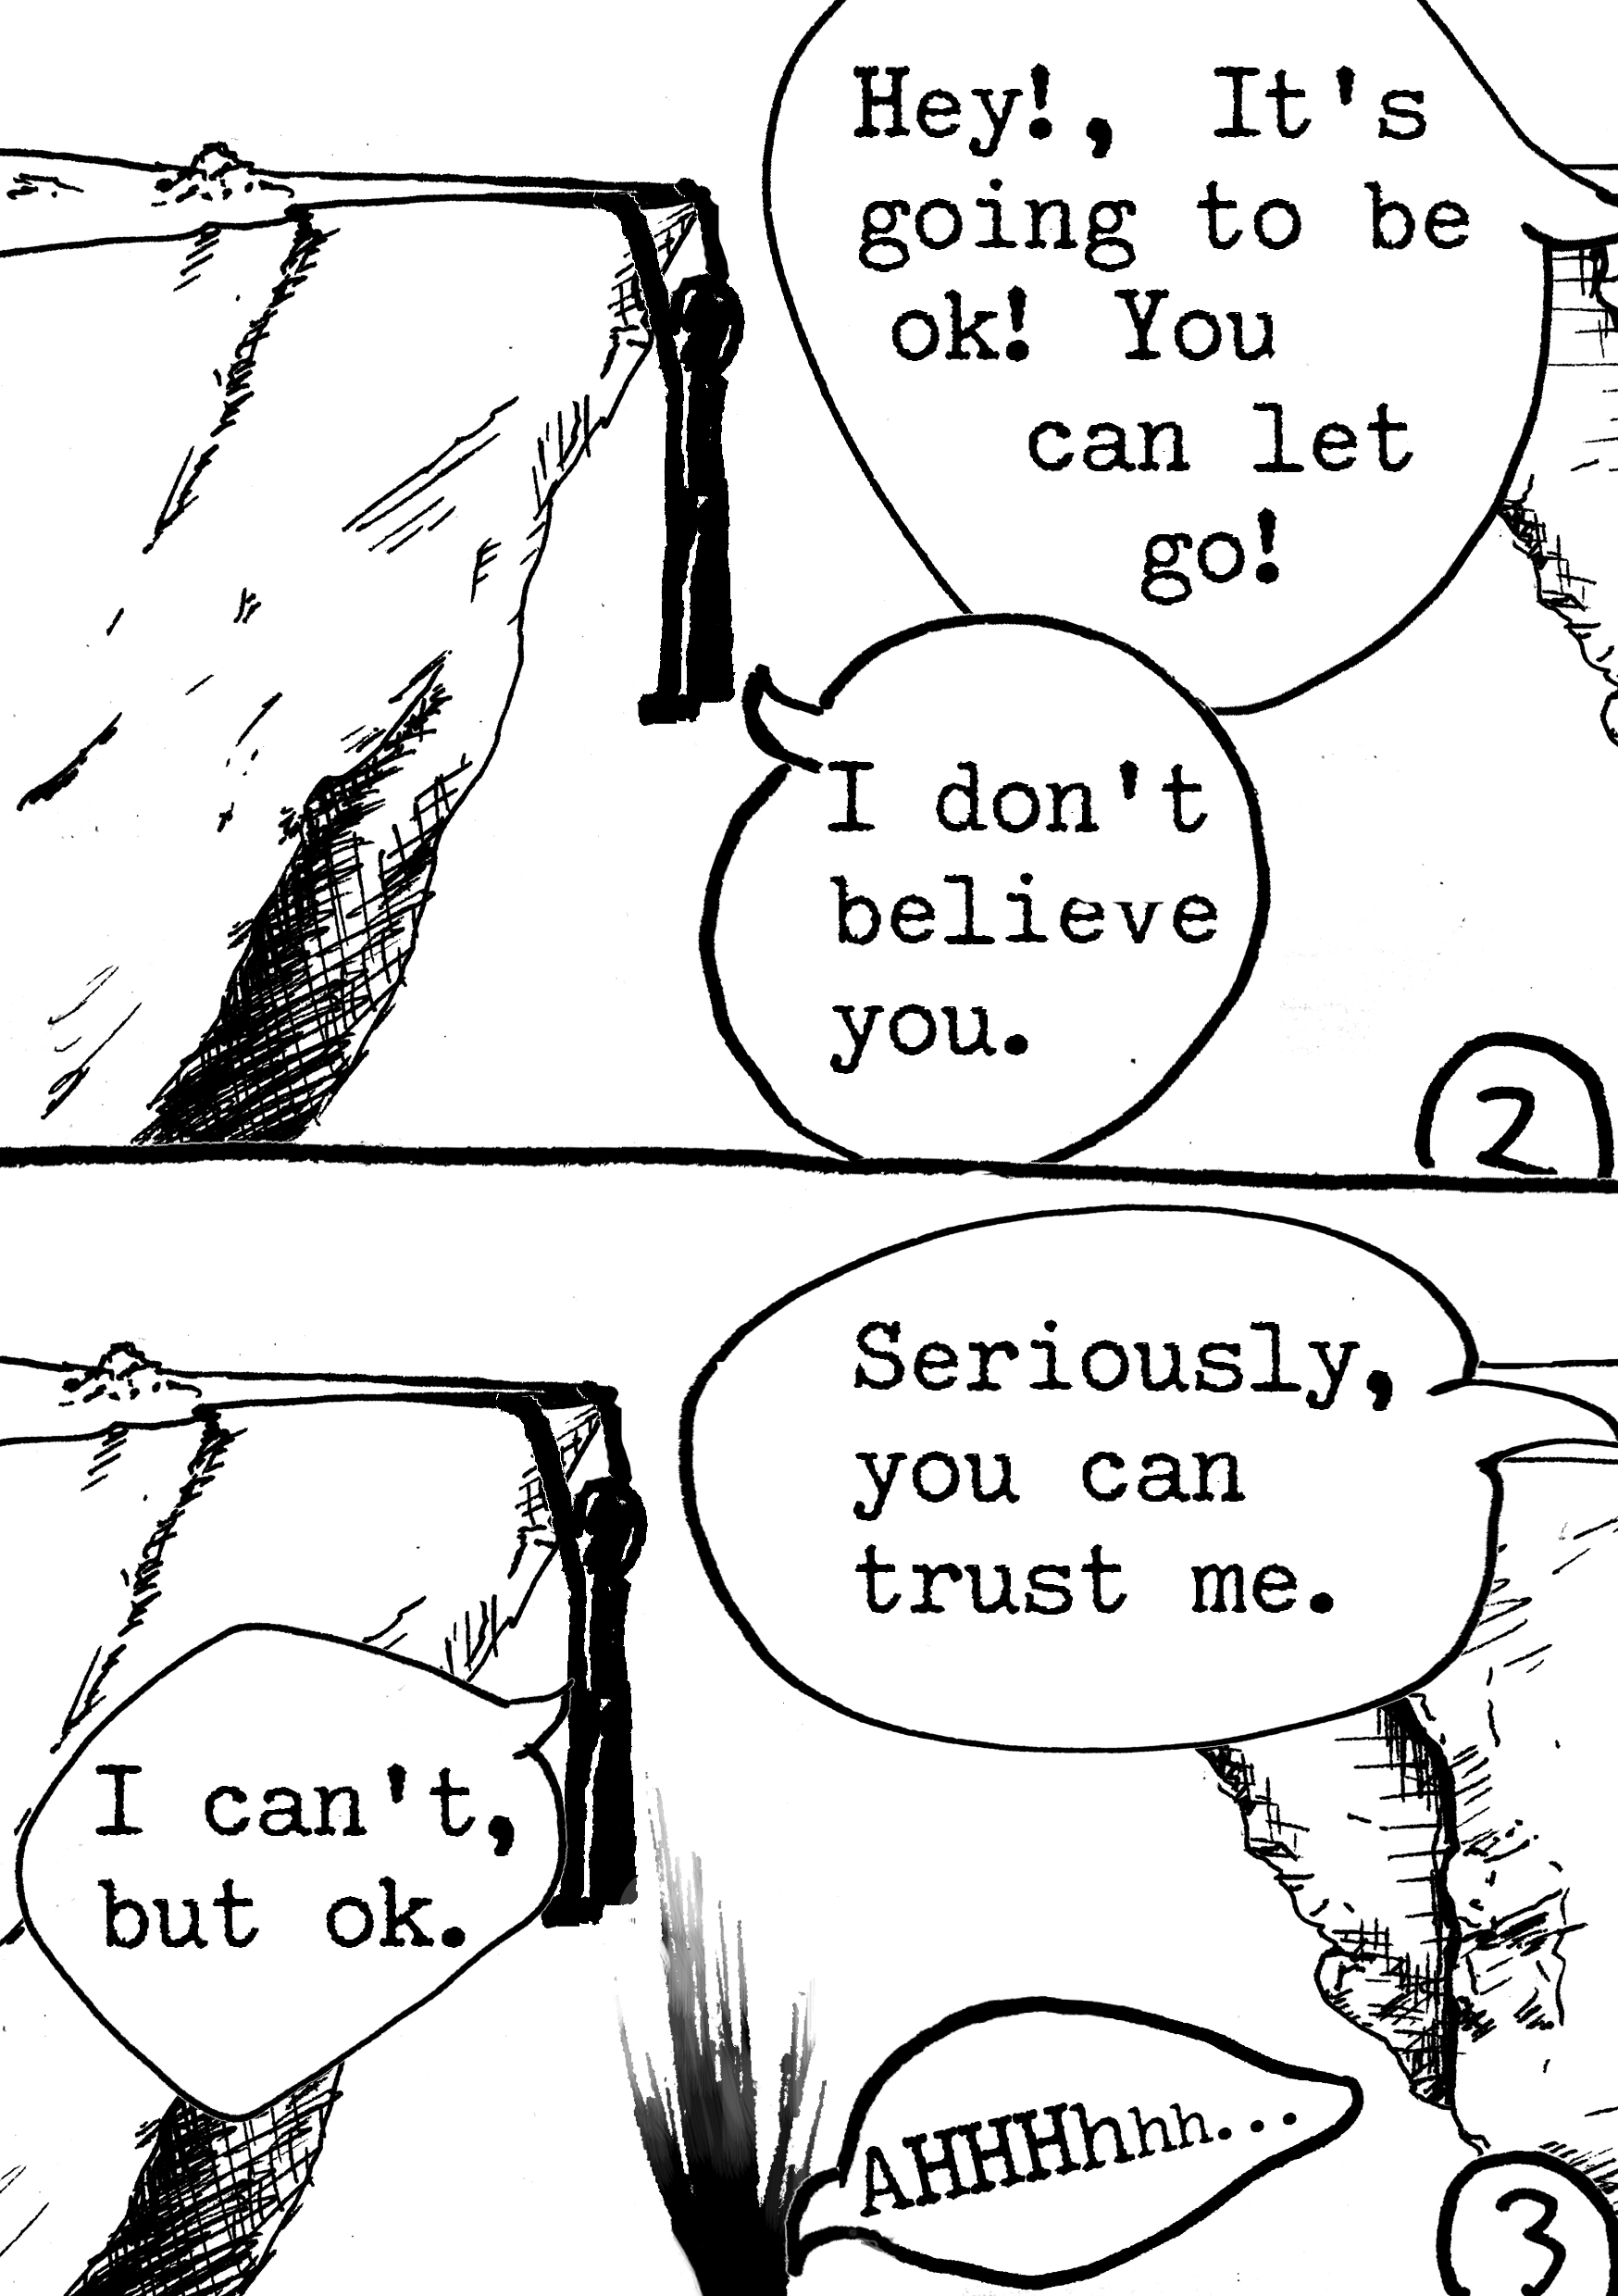 Hey!, It's
going to be
ok! You
can let
go!
I don't
believe
you.
2
Seriously,
you can
trust me.
I can't,
but ok.
AHHHhhh...
3